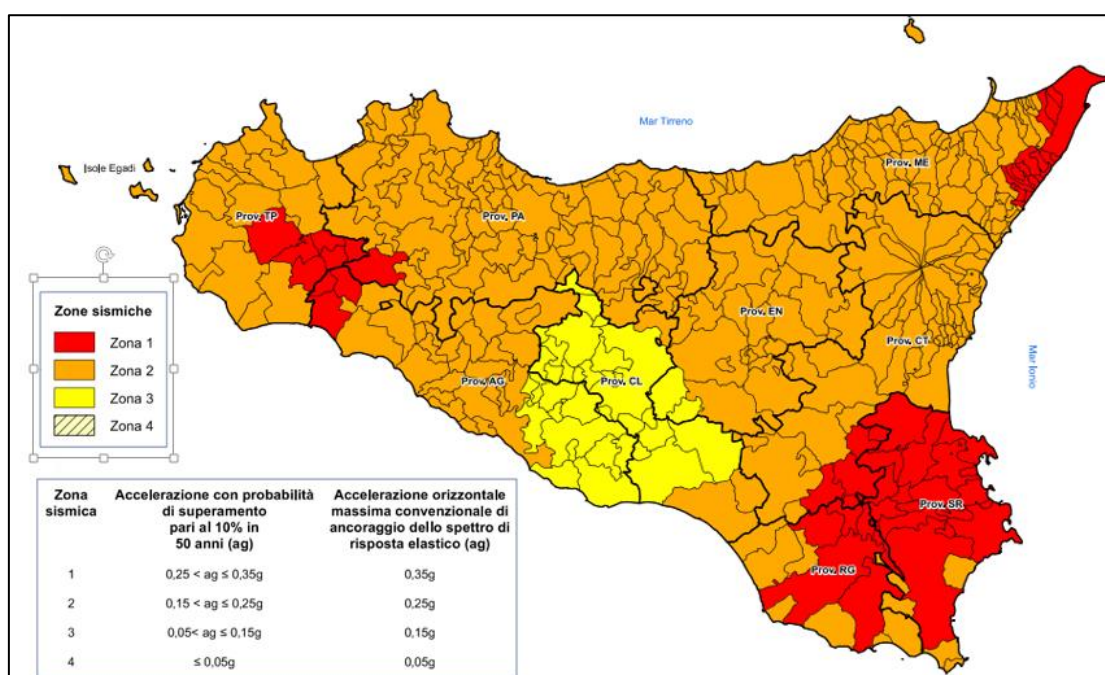 Mar Tirreno
Isole Egadi
Prov. ME
Prov. TP
Prov. PA
Prov. EN
Prov. CT
Mar Ionio
Prov. CL
Prov. AG
Prov. SR
Prov. RG
Zone sismiche
Zona 1
Zona 2
Zona 3
Zona 4
Zona sismica
Accelerazione con probabilità
di superamento
pari al 10% in
50 anni (ag)
Accelerazione orizzontale
massima convenzionale di
ancoraggio dello spettro di
risposta elastico (ag)
1 0,25 < ag ≤ 0,35g 0,35g
2 0,15 < ag ≤ 0,25g 0,25g
3 0,05< ag ≤ 0,15g 0,15g
4 ≤ 0,05g 0,05g